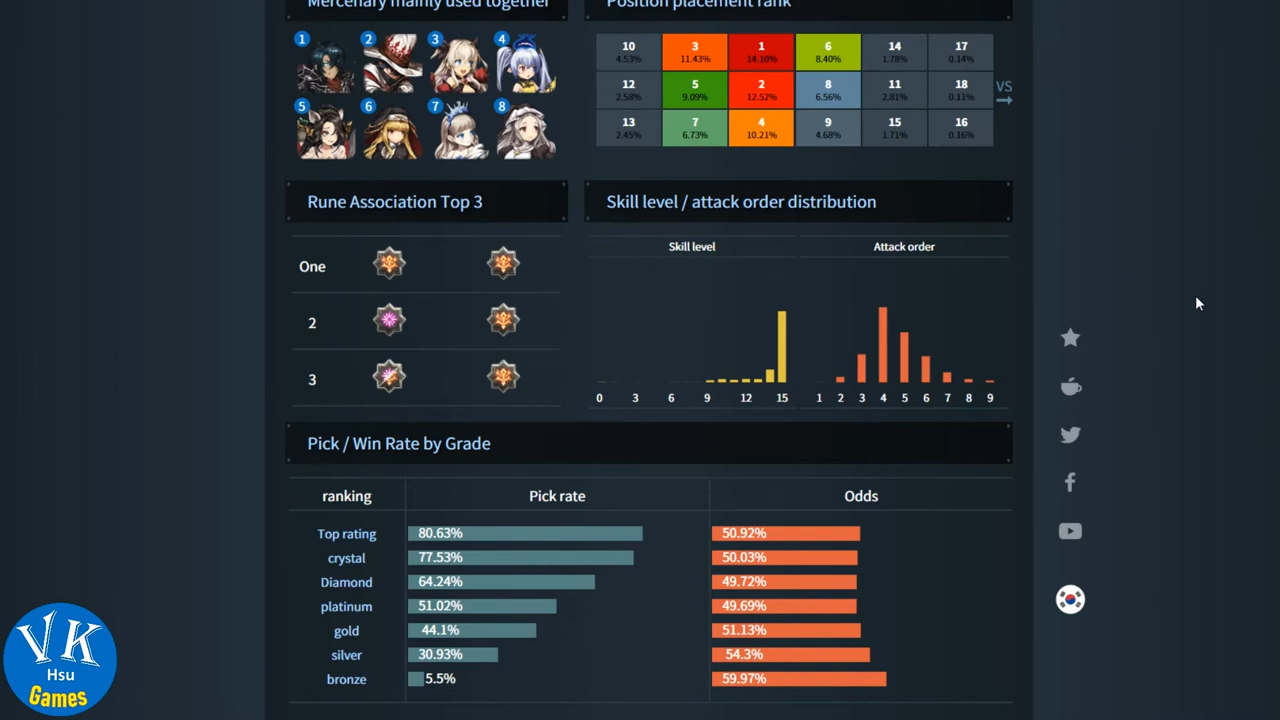 Mercenary mainly used together
Position placement rank
1 2 3 4
5 6 7 8
10 3 1 6 14 17
4.53% 11.43% 14.10% 8.40% 1.78% 0.14%
12 5 2 8 11 18
2.58% 9.09% 12.52% 6.56% 2.81% 0.11%
13 7 4 9 15 16
2.45% 6.73% 10.21% 4.68% 1.71% 0.16%
VS
Rune Association Top 3
One
2
3
Skill level / attack order distribution
Skill level
Attack order
0 3 6 9 12 15
1 2 3 4 5 6 7 8 9
Pick / Win Rate by Grade
ranking Pick rate Odds
Top rating 80.63% 50.92%
crystal 77.53% 50.03%
Diamond 64.24% 49.72%
platinum 51.02% 49.69%
gold 44.1% 51.13%
silver 30.93% 54.3%
bronze 5.5% 59.97%
VK
Hsu
Games